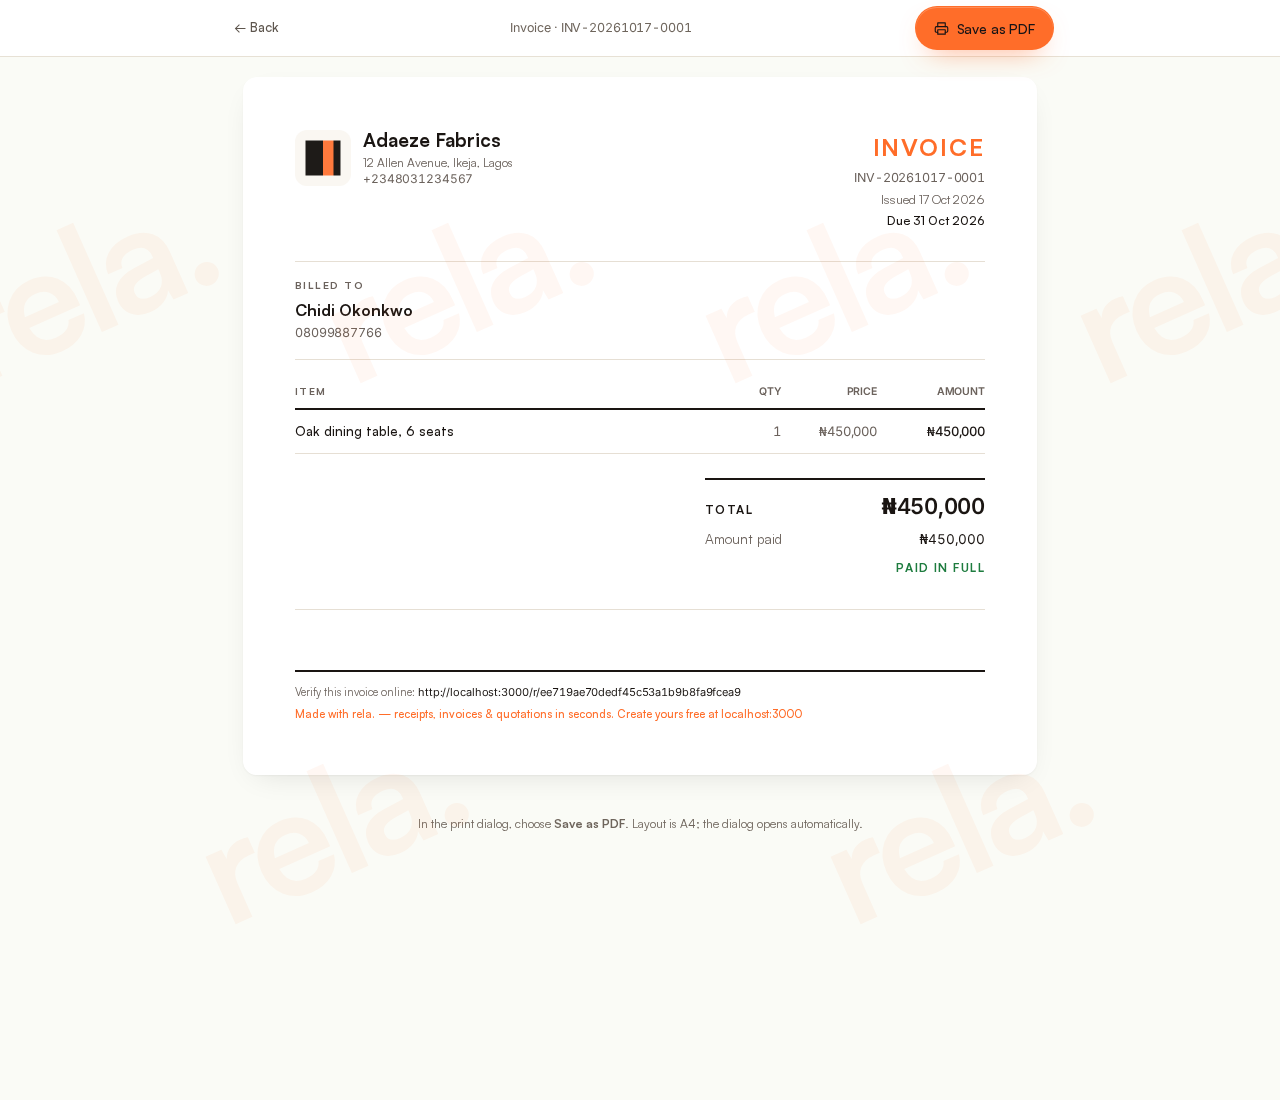 ← Back
Invoice · INV-20261017-0001
Save as PDF
Adaeze Fabrics
12 Allen Avenue, Ikeja, Lagos
+2348031234567
INVOICE
INV-20261017-0001
Issued 17 Oct 2026
Due 31 Oct 2026
rela. rela. rela. rela.
BILLED TO
Chidi Okonkwo
08099887766
ITEM QTY PRICE AMOUNT
Oak dining table, 6 seats 1 ₦450,000 ₦450,000
TOTAL ₦450,000
Amount paid ₦450,000
PAID IN FULL
Verify this invoice online: http://localhost:3000/r/ee719ae70dedf45c53a1b9b8fa9fcea9
Made with rela. — receipts, invoices & quotations in seconds. Create yours free at localhost:3000
rela. rela.
In the print dialog, choose Save as PDF. Layout is A4; the dialog opens automatically.